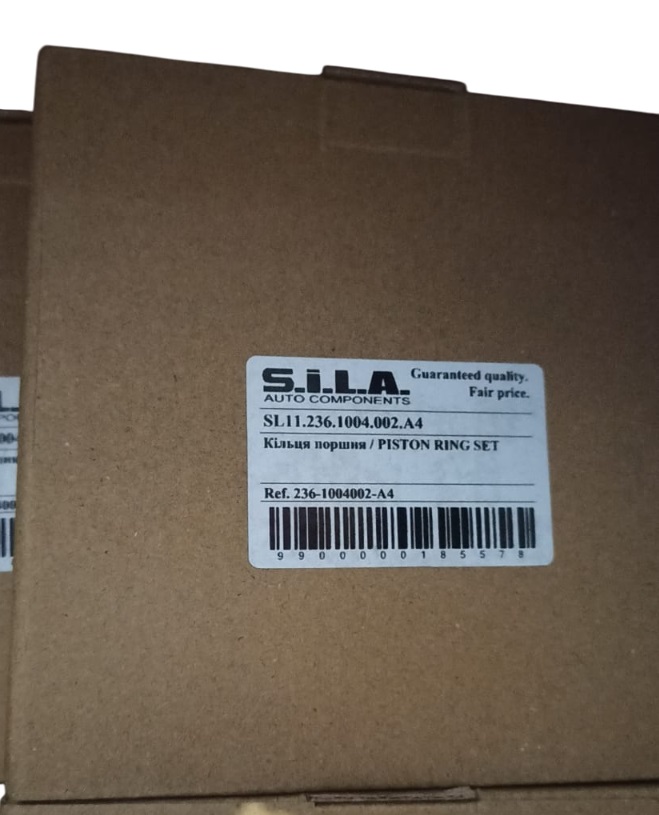 S.i.L.A.
AUTO COMPONENTS
Guaranteed quality.
Fair price.
SL11.236.1004.002.A4
Кільця поршня / PISTON RING SET
Ref. 236-1004002-A4
990000185578